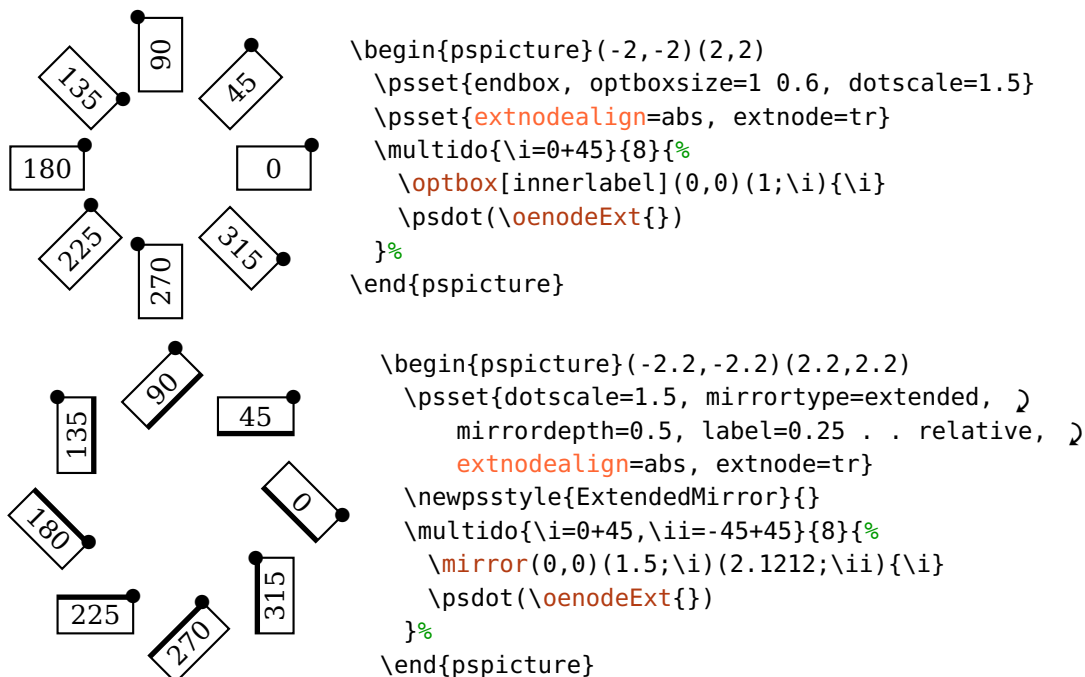 90
135
45
180
0
225
315
270
\begin{pspicture}(-2,-2)(2,2)
\psset{endbox, optboxsize=1 0.6, dotscale=1.5}
\psset{extnodealign=abs, extnode=tr}
\multido{\i=0+45}{8}{%
\optbox[innerlabel](0,0)(1;\i){\i}
\psdot(\oenodeExt{})
}%
\end{pspicture}
90
45
135
0
180
315
225
270
\begin{pspicture}(-2.2,-2.2)(2.2,2.2)
\psset{dotscale=1.5, mirrortype=extended,
mirrordepth=0.5, label=0.25 . . relative,
extnodealign=abs, extnode=tr}
\newpsstyle{ExtendedMirror}{}
\multido{\i=0+45,\ii=-45+45}{8}{%
\mirror(0,0)(1.5;\i)(2.1212;\ii){\i}
\psdot(\oenodeExt{})
}%
\end{pspicture}